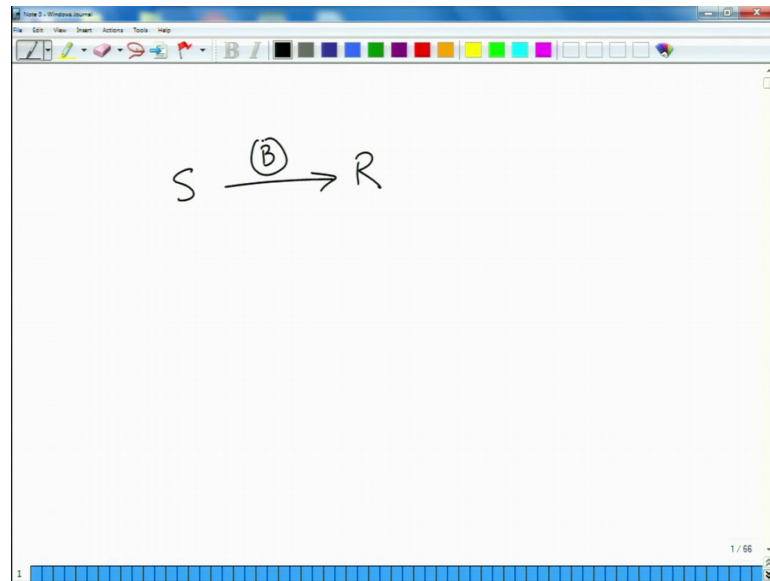 Note 3 - Windows Journal
File Edit View Insert Actions Tools Help
B I
B
S R
1 / 66
1